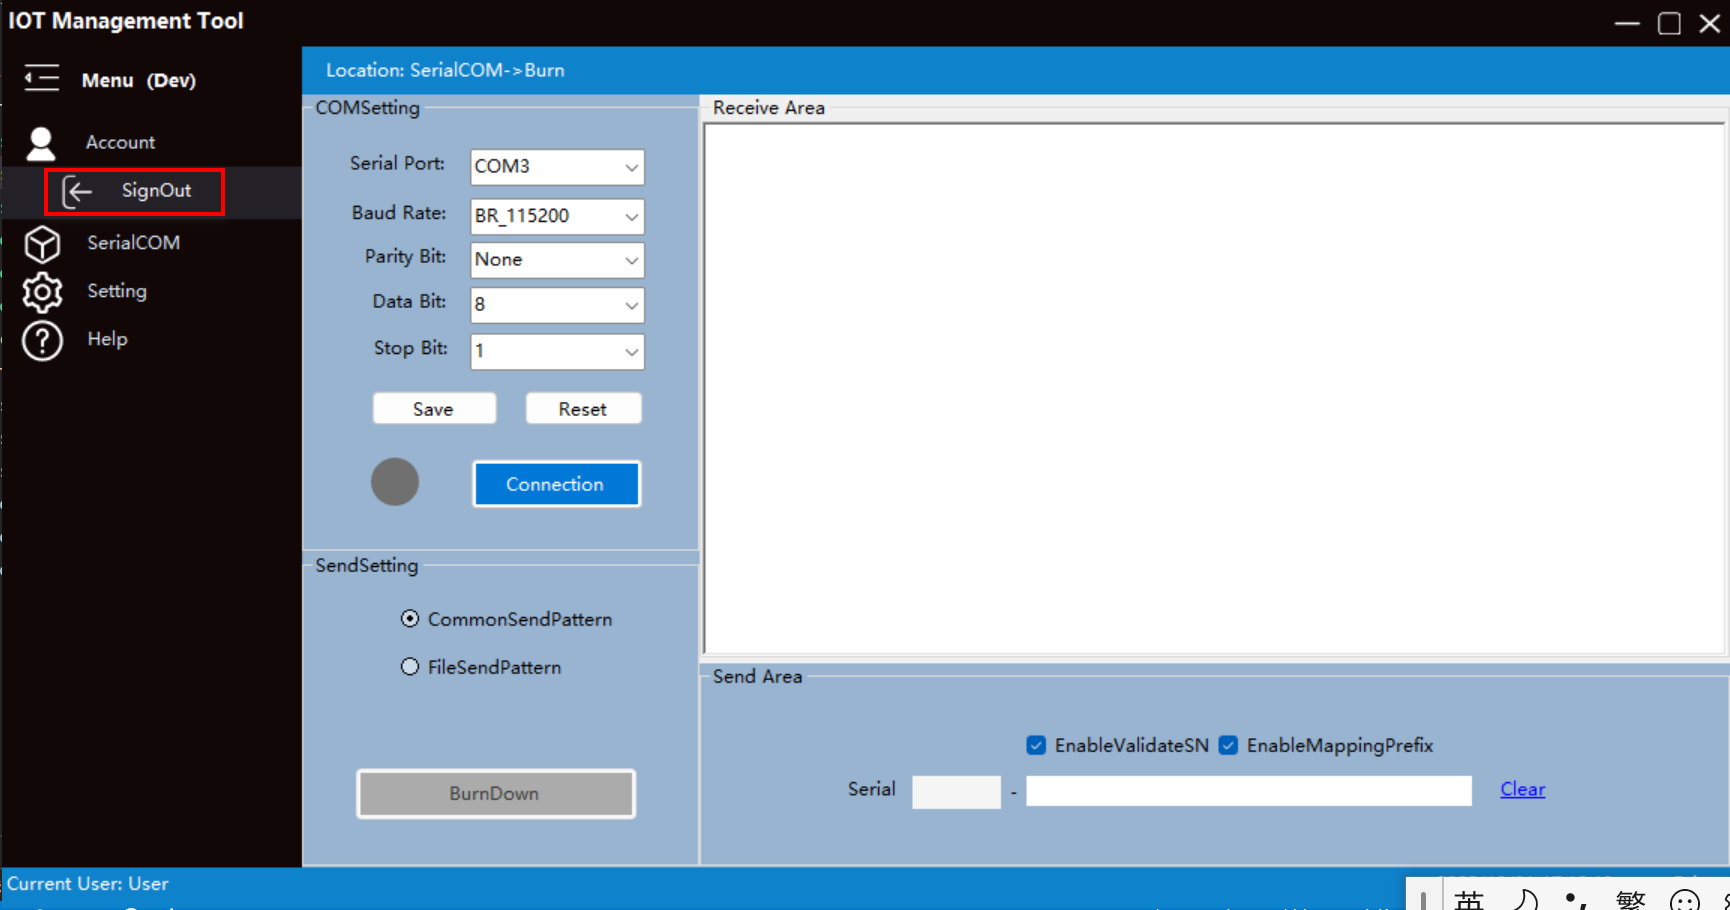 IOT Management Tool
Menu (Dev)
Account
SignOut
SerialCOM
Setting
Help
Location: SerialCOM->Burn
COMSetting
Serial Port: COM3
Baud Rate: BR_115200
Parity Bit: None
Data Bit: 8
Stop Bit: 1
Save Reset
Connection
SendSetting
CommonSendPattern
FileSendPattern
BurnDown
Receive Area
Send Area
EnableValidateSN EnableMappingPrefix
Serial - Clear
Current User: User
英 繁